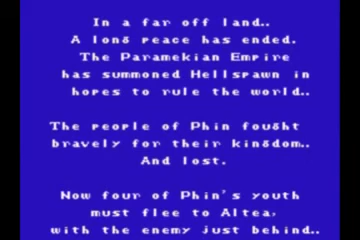 In a far off land..
A long peace has ended.
The Paramekian Empire
has summoned Hellspawn in
hopes to rule the world..
The people of Phin fought
bravely for their kingdom..
And lost.
Now four of Phin's youth
must flee to Altea,
with the enemy just behind..